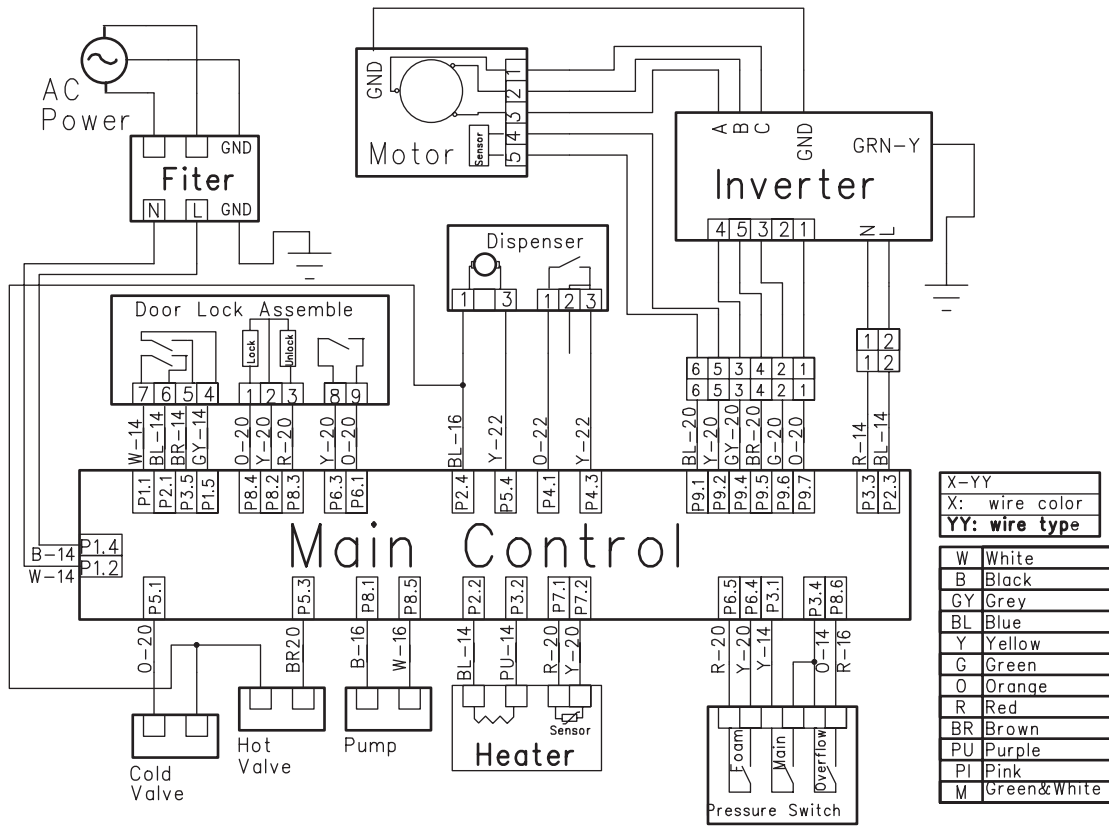 AC
Power
GND
Fiter
N L GND
GND
Motor
Sensor
1
2
3
4
5
A
B
C
GND
GRN-Y
Inverter
4 5 3 2 1
N
L
Dispenser
1 3 1 2 3
Door Lock Assemble
Lock
Unlock
7 6 5 4 1 2 3 8 9
6 5 3 4 2 1
6 5 3 4 2 1
1 2
1 2
W-14
BL-14
BR-14
GY-14
O-20
Y-20
R-20
Y-20
O-20
BL-16
Y-22
O-22
Y-22
BL-20
Y-20
GY-20
BR-20
G-20
O-20
R-14
BL-14
P1.1
P2.1
P3.5
P1.5
P8.4
P8.2
P8.3
P6.3
P6.1
P2.4
P5.4
P4.1
P4.3
P9.1
P9.2
P9.4
P9.5
P9.6
P9.7
P3.3
P2.3
Main Control
B-14 P1.4
W-14 P1.2
P5.1
P5.3
P8.1
P8.5
P2.2
P3.2
P7.1
P7.2
P6.5
P6.4
P3.1
P3.4
P8.6
O-20
BR20
B-16
W-16
BL-14
PU-14
R-20
Y-20
R-20
Y-20
Y-14
O-14
R-16
Cold
Valve
Hot
Valve
Pump
Sensor
Heater
Foam
Main
Overflow
Pressure Switch
X-YY
X: wire color
YY: wire type
W White
B Black
GY Grey
BL Blue
Y Yellow
G Green
O Orange
R Red
BR Brown
PU Purple
PI Pink
M Green&White